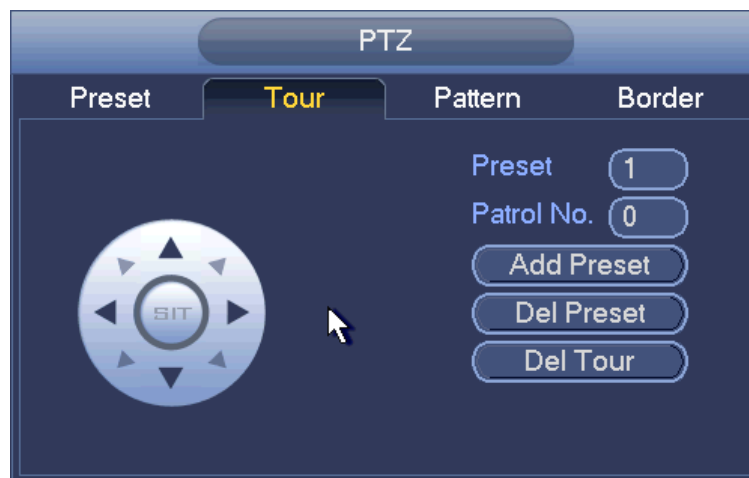 PTZ
Preset Tour Pattern Border
Preset 1
Patrol No. 0
Add Preset
SIT
Del Preset
Del Tour